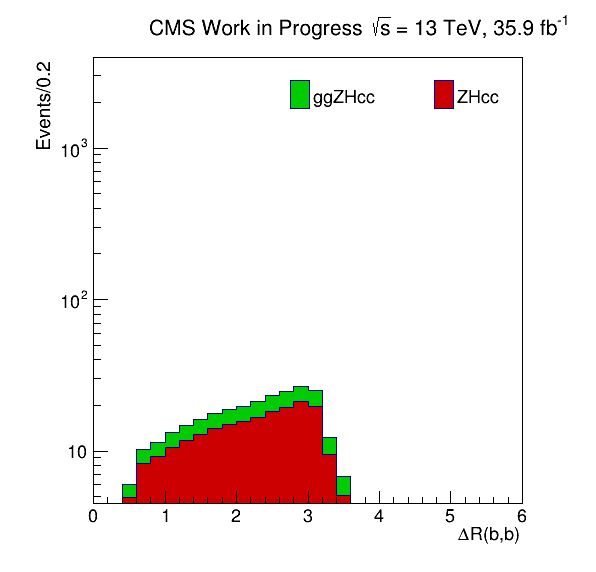 CMS Work in Progress √s = 13 TeV, 35.9 fb⁻¹
Events/0.2
ggZHcc ZHcc
10³
10²
10
0 1 2 3 4 5 6
ΔR(b,b)